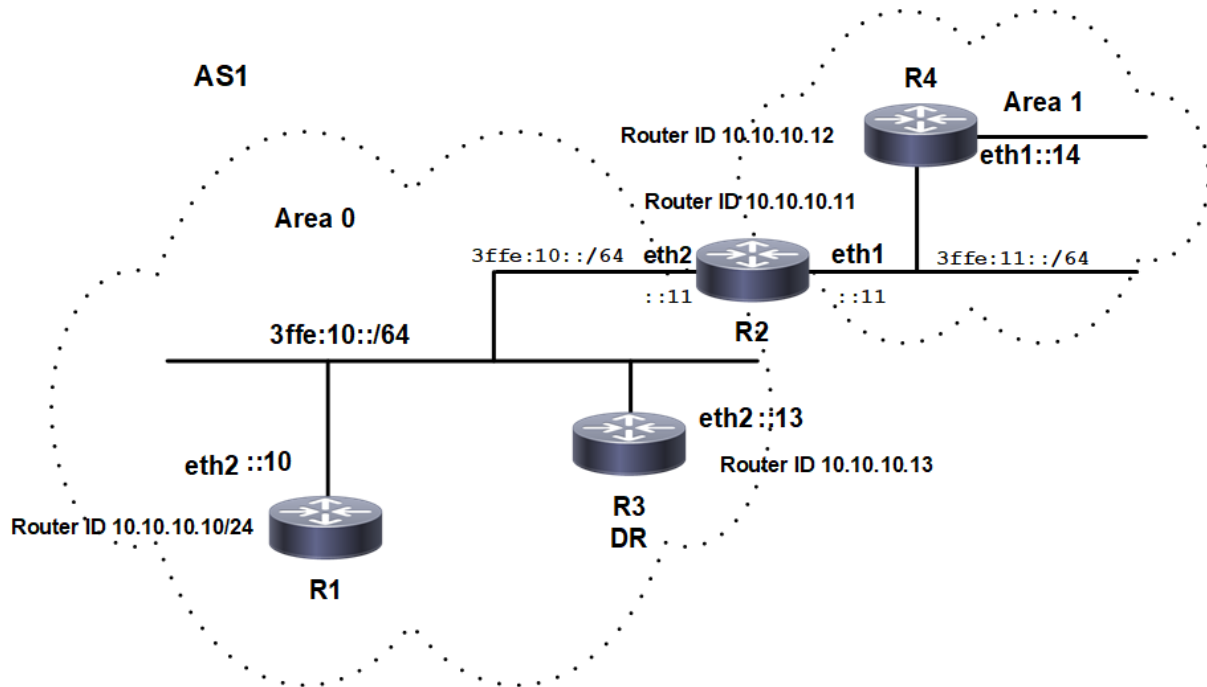 AS1
R4
Area 1
Router ID 10.10.10.12
eth1::14
Router ID 10.10.10.11
Area 0
3ffe:10::/64
eth2
eth1
3ffe:11::/64
::11
::11
R2
3ffe:10::/64
eth2 ::13
eth2 ::10
Router ID 10.10.10.13
R3
DR
Router ID 10.10.10.10/24
R1